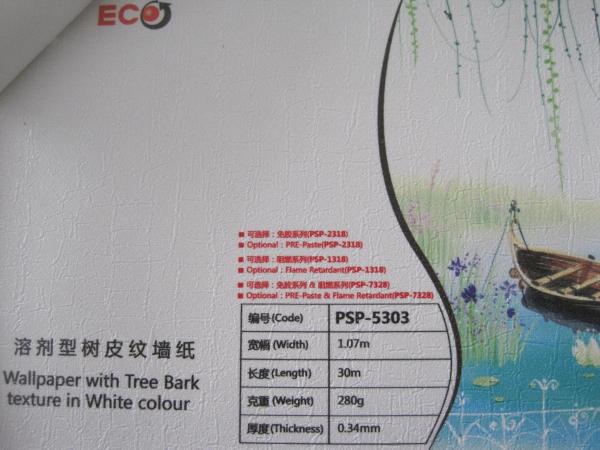 ECO
■ 可选择：免胶系列(PSP-2318)
■ Optional : PRE-Paste(PSP-2318)
■ 可选择：阻燃系列(PSP-1318)
■ Optional : Flame Retardant(PSP-1318)
■ 可选择：免胶系列 & 阻燃系列(PSP-7328)
■ Optional : PRE-Paste & Flame Retardant(PSP-7328)
编号(Code) PSP-5303
宽幅 (Width) 1.07m
长度(Length) 30m
克重 (Weight) 280g
厚度(Thickness) 0.34mm
溶剂型树皮纹墙纸
Wallpaper with Tree Bark
texture in White colour